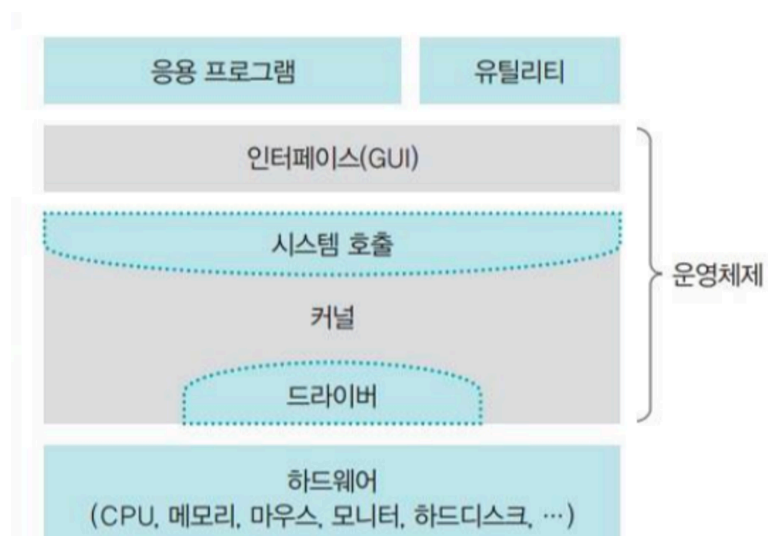 응용 프로그램
유틸리티
인터페이스(GUI)
시스템 호출
운영체제
커널
드라이버
하드웨어
(CPU, 메모리, 마우스, 모니터, 하드디스크, …)